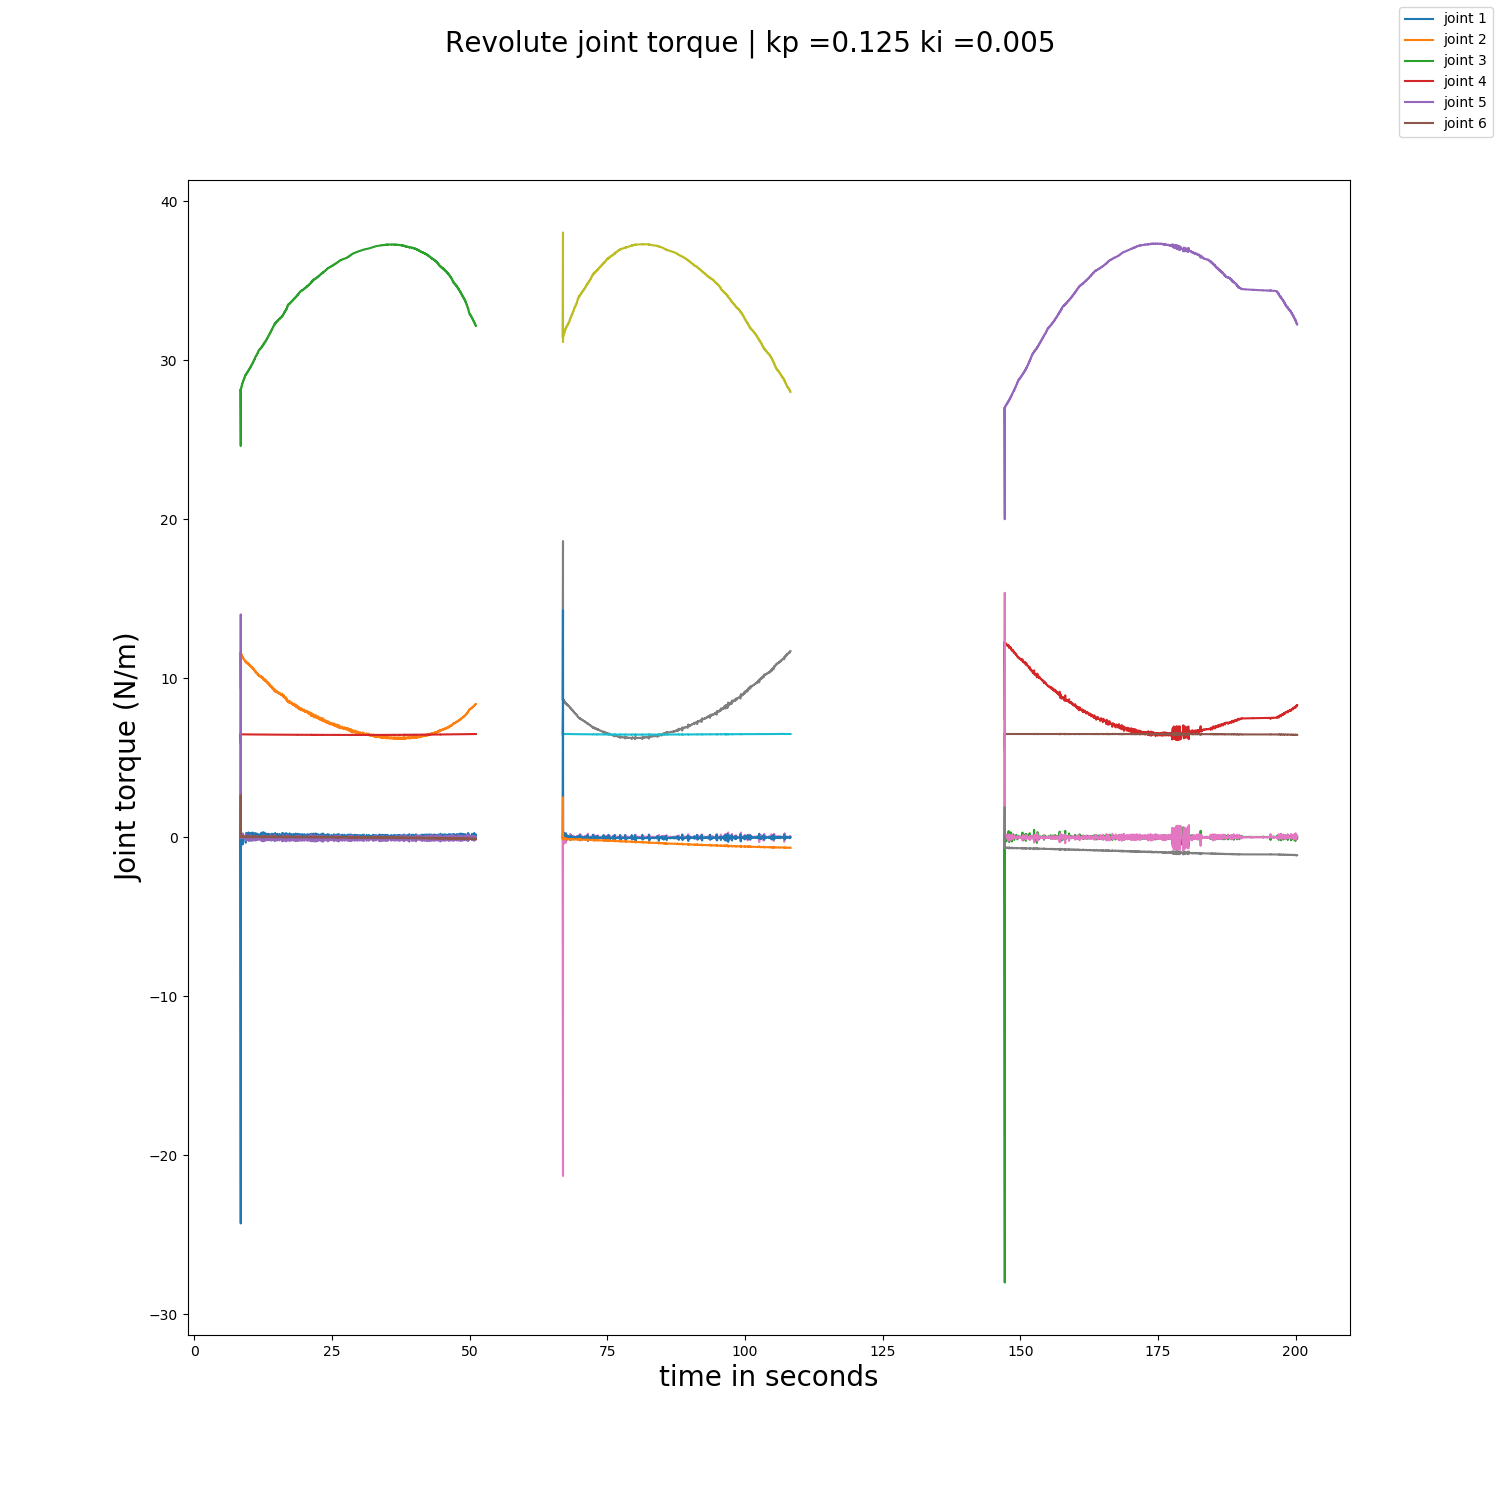 Revolute joint torque | kp =0.125 ki =0.005
joint 1
joint 2
joint 3
joint 4
joint 5
joint 6
40
30
20
10
0
−10
−20
−30
Joint torque (N/m)
0 25 50 75 100 125 150 175 200
time in seconds